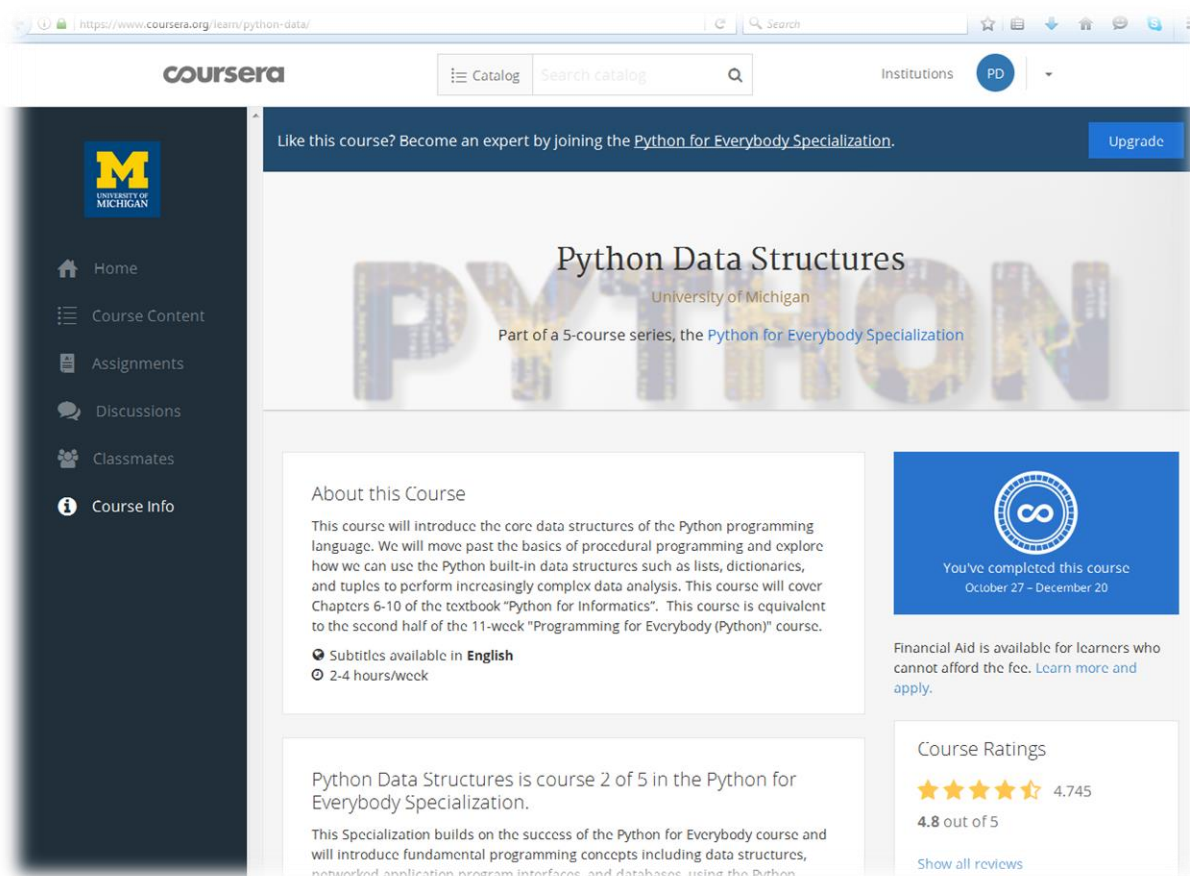 https://www.coursera.org/learn/python-data/
Search
coursera
Catalog
Search catalog
Institutions
PD
UNIVERSITY OF
MICHIGAN
Home
Course Content
Assignments
Discussions
Classmates
Course Info
Like this course? Become an expert by joining the Python for Everybody Specialization.
Upgrade
PYTHON
Python Data Structures
University of Michigan
Part of a 5-course series, the Python for Everybody Specialization
About this Course
This course will introduce the core data structures of the Python programming
language. We will move past the basics of procedural programming and explore
how we can use the Python built-in data structures such as lists, dictionaries,
and tuples to perform increasingly complex data analysis. This course will cover
Chapters 6-10 of the textbook “Python for Informatics”. This course is equivalent
to the second half of the 11-week "Programming for Everybody (Python)" course.
Subtitles available in English
2-4 hours/week
You've completed this course
October 27 – December 20
Financial Aid is available for learners who
cannot afford the fee. Learn more and
apply.
Course Ratings
4.745
4.8 out of 5
Show all reviews
Python Data Structures is course 2 of 5 in the Python for
Everybody Specialization.
This Specialization builds on the success of the Python for Everybody course and
will introduce fundamental programming concepts including data structures,
networked application program interfaces, and databases, using the Python